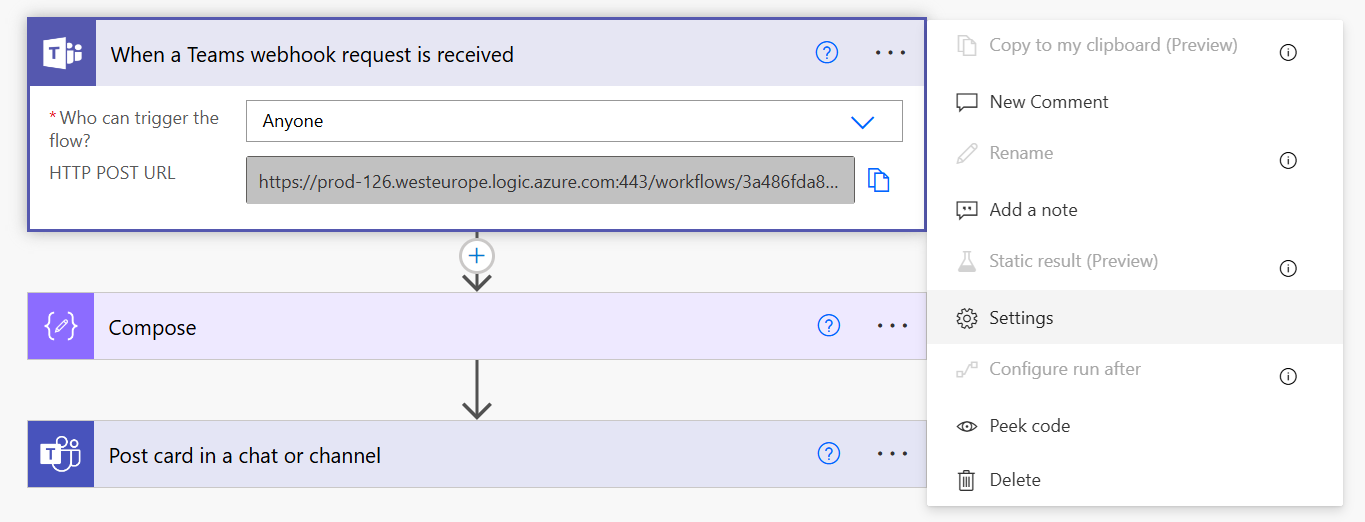 When a Teams webhook request is received
*Who can trigger the
flow?
Anyone
HTTP POST URL
https://prod-126.westeurope.logic.azure.com:443/workflows/3a486fda8...
Compose
Post card in a chat or channel
Copy to my clipboard (Preview)
New Comment
Rename
Add a note
Static result (Preview)
Settings
Configure run after
Peek code
Delete